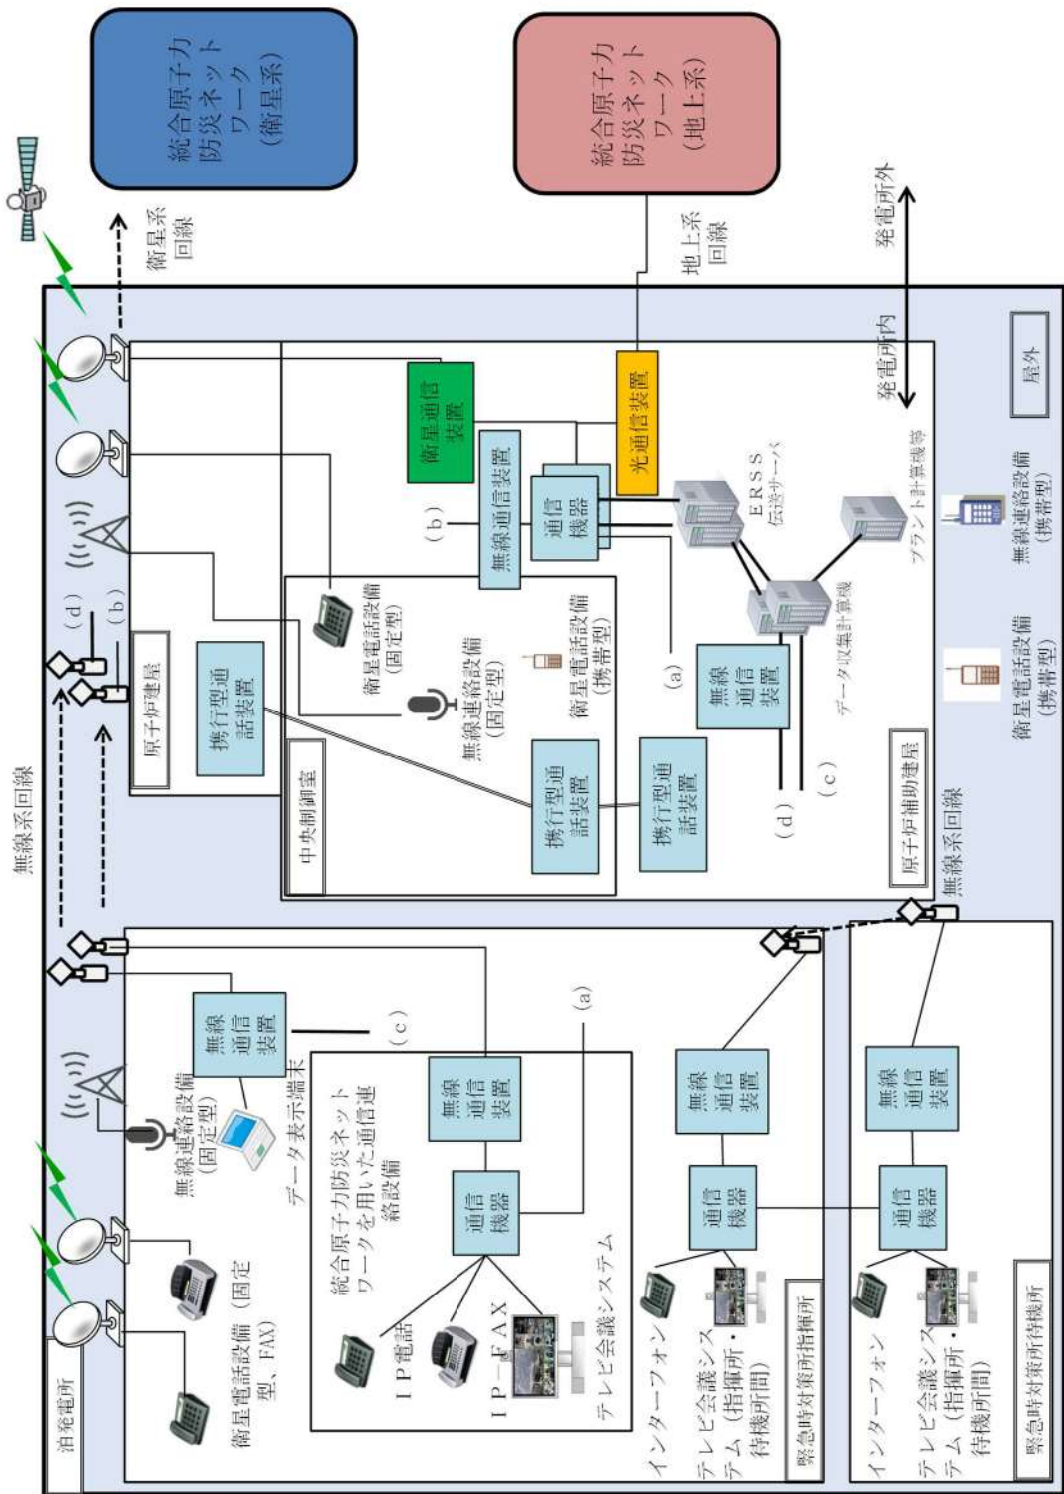 泊発電所
衛星電話設備(固定
型、FAX)
無線連絡設備
(固定型)
データ表示端末
無線
通信
装置
(c)
統合原子力防災ネット
ワークを用いた通信連
絡設備
IP電話
IP-FAX
テレビ会議システム
通信
機器
無線
通信
装置
(a)
インターフォン
テレビ会議シス
テム(指揮所・
待機所間)
通信
機器
無線
通信
装置
緊急時対策所指揮所
インターフォン
テレビ会議シス
テム(指揮所・
待機所間)
通信
機器
無線
通信
装置
緊急時対策所待機所
無線系回線
無線系回線
(d)
(b)
原子炉建屋
携行型通
話装置
中央制御室
携行型通
話装置
無線連絡設備
(固定型)
衛星電話設備
(固定型)
衛星電話設備
(携帯型)
携行型通
話装置
(b)
無線通信装置
通信
機器
衛星通信
装置
光通信装置
(a)
ERSS
伝送サーバ
無線
通信
装置
データ収集計算機
プラント計算機等
(d)
(c)
原子炉補助建屋
衛星電話設備
(携帯型)
無線連絡設備
(携帯型)
屋外
発電所内
発電所外
衛星系
回線
地上系
回線
統合原子力
防災ネット
ワーク
(衛星系)
統合原子力
防災ネット
ワーク
(地上系)